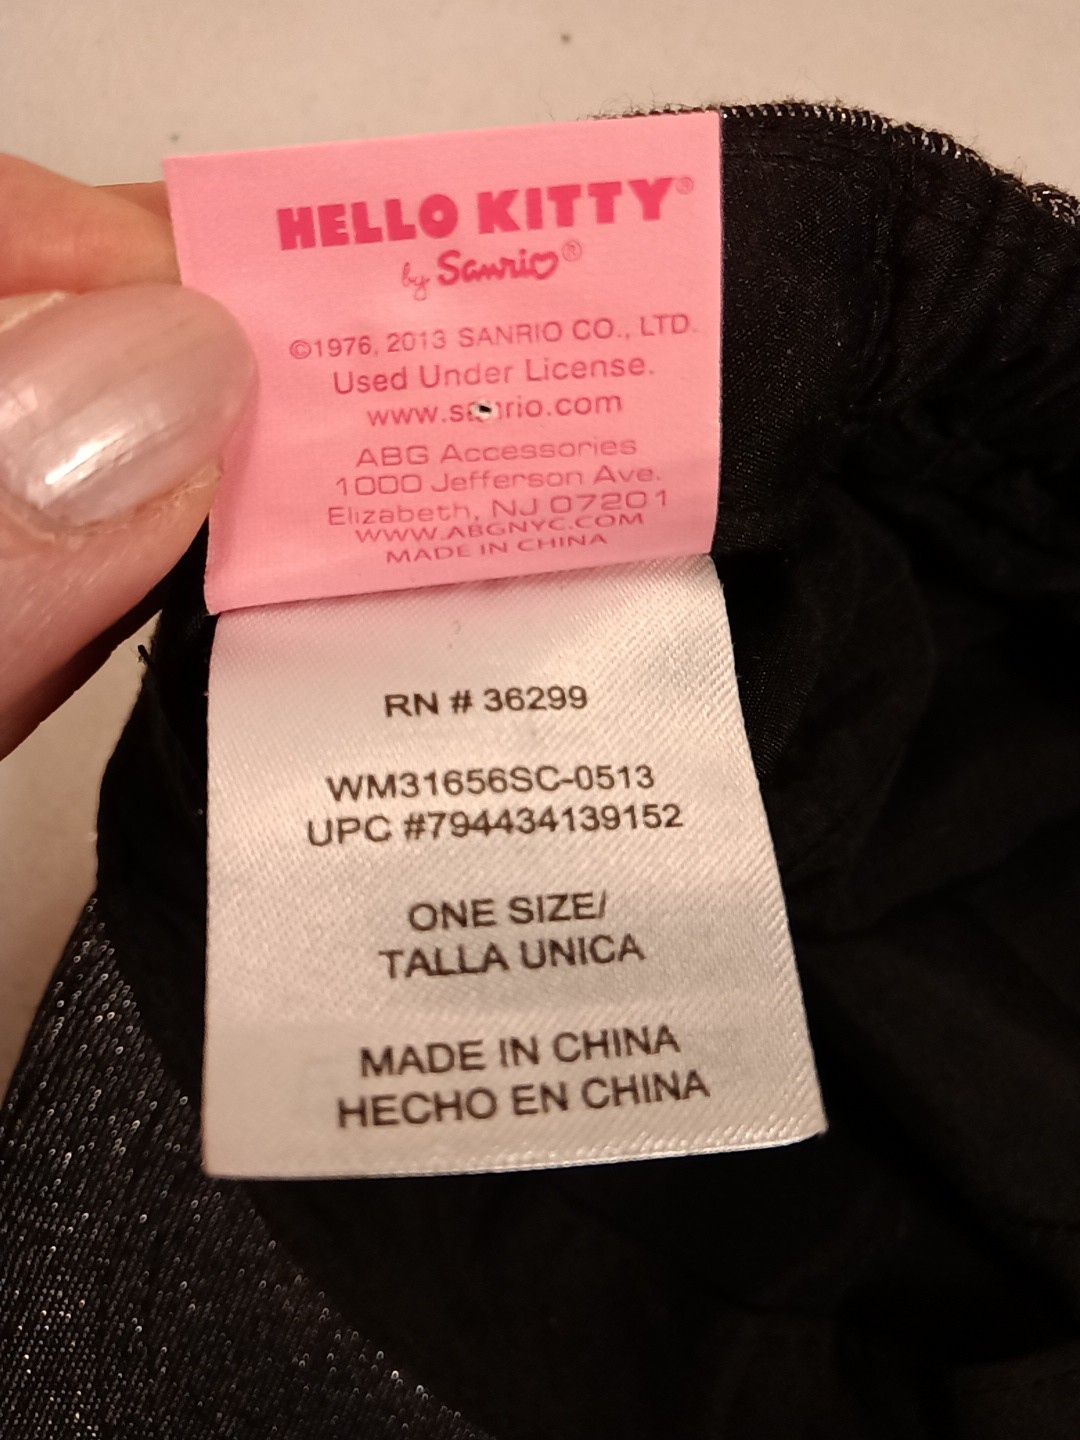 HELLO KITTY®
by Sanrio®
©1976, 2013 SANRIO CO., LTD.
Used Under License.
www.sanrio.com
ABG Accessories
1000 Jefferson Ave.
Elizabeth, NJ 07201
WWW.ABGNYC.COM
MADE IN CHINA
RN # 36299
WM31656SC-0513
UPC #794434139152
ONE SIZE/
TALLA UNICA
MADE IN CHINA
HECHO EN CHINA